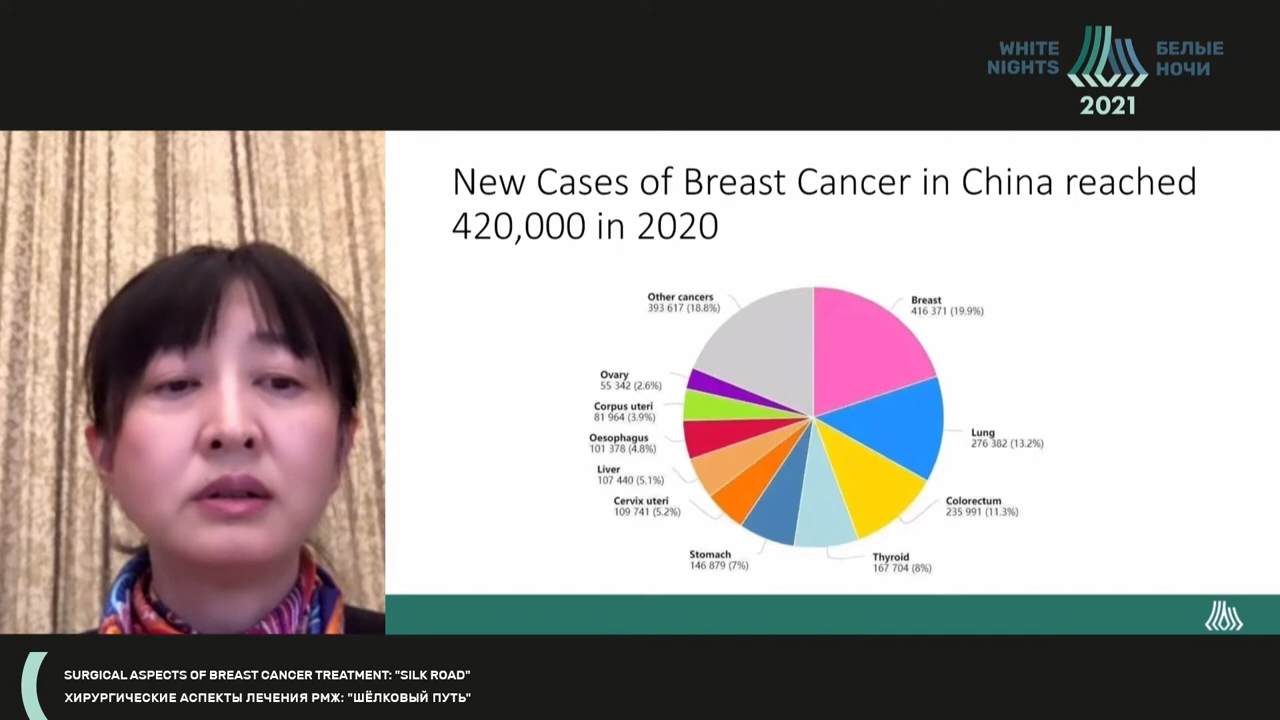 WHITE
NIGHTS
БЕЛЫЕ
НОЧИ
2021
New Cases of Breast Cancer in China reached
420,000 in 2020
Other cancers
393 617 (18.8%)
Breast
416 371 (19.9%)
Ovary
55 342 (2.6%)
Corpus uteri
81 964 (3.9%)
Oesophagus
101 378 (4.8%)
Lung
276 382 (13.2%)
Liver
107 440 (5.1%)
Cervix uteri
109 741 (5.2%)
Colorectum
235 991 (11.3%)
Stomach
146 879 (7%)
Thyroid
167 704 (8%)
SURGICAL ASPECTS OF BREAST CANCER TREATMENT: "SILK ROAD"
ХИРУРГИЧЕСКИЕ АСПЕКТЫ ЛЕЧЕНИЯ РМЖ: "ШЁЛКОВЫЙ ПУТЬ"